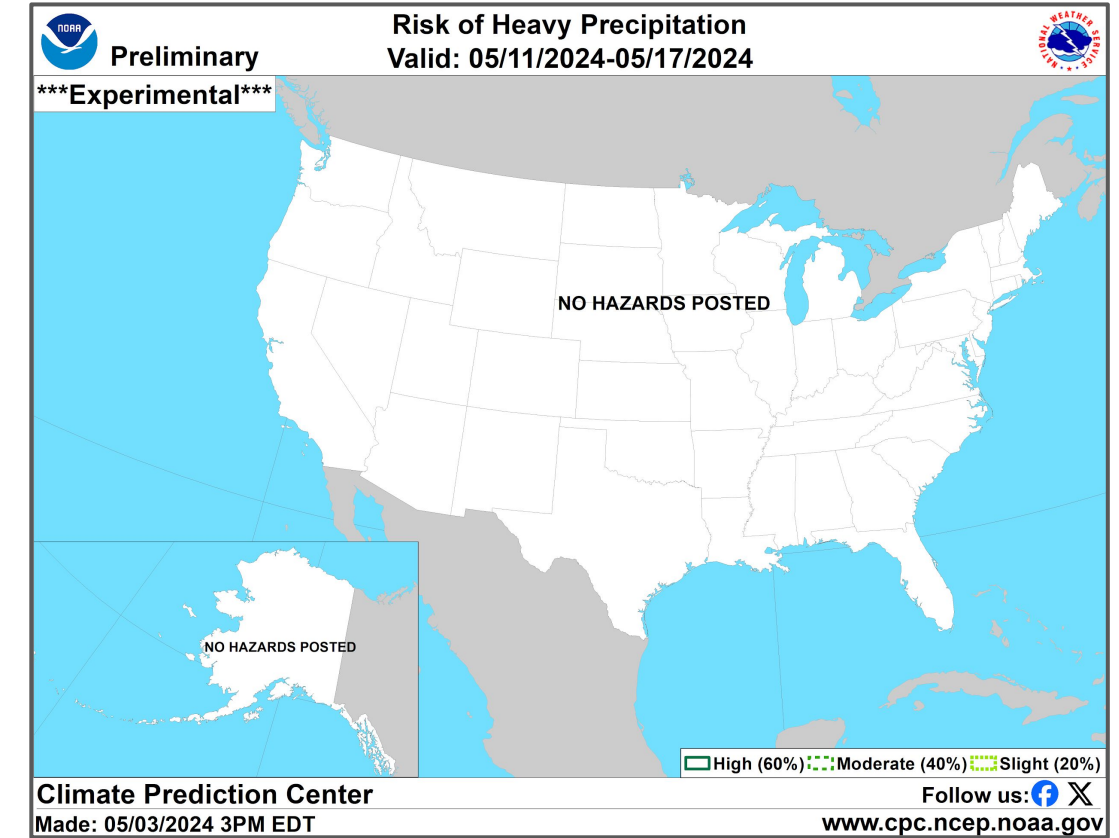 NOAA
Preliminary
Risk of Heavy Precipitation
Valid: 05/11/2024-05/17/2024
NATIONAL WEATHER SERVICE
***Experimental***
NO HAZARDS POSTED
NO HAZARDS POSTED
High (60%) Moderate (40%) Slight (20%)
Climate Prediction Center
Follow us:
Made: 05/03/2024 3PM EDT
www.cpc.ncep.noaa.gov